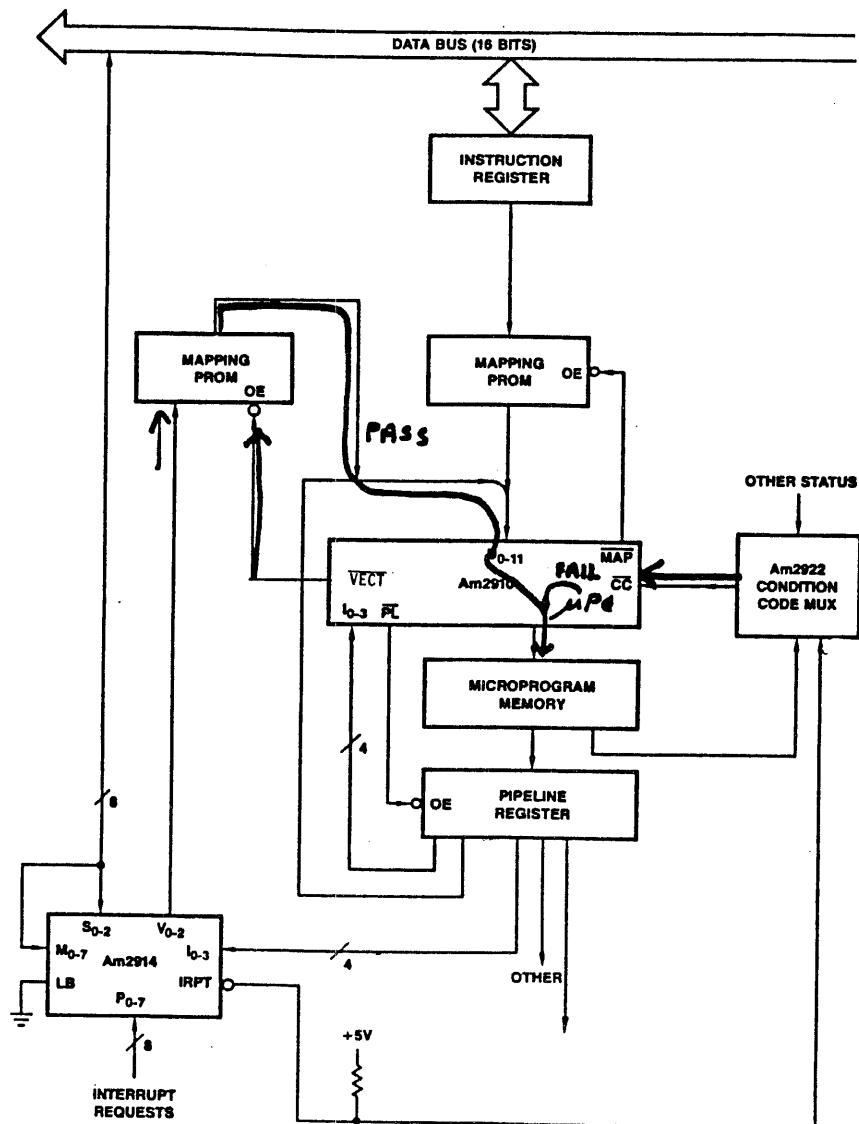 DATA BUS (16 BITS)
INSTRUCTION
REGISTER
MAPPING
PROM
OE
MAPPING
PROM
OE
PASS
OTHER STATUS
0-11
MAP
VECT
Am2910
FAIL
CC
μPC
I0-3
PL
Am2922
CONDITION
CODE MUX
MICROPROGRAM
MEMORY
4
OE
PIPELINE
REGISTER
8
S0-2
V0-2
M0-7
I0-3
Am2914
4
LB
IRPT
P0-7
OTHER
8
+5V
INTERRUPT
REQUESTS